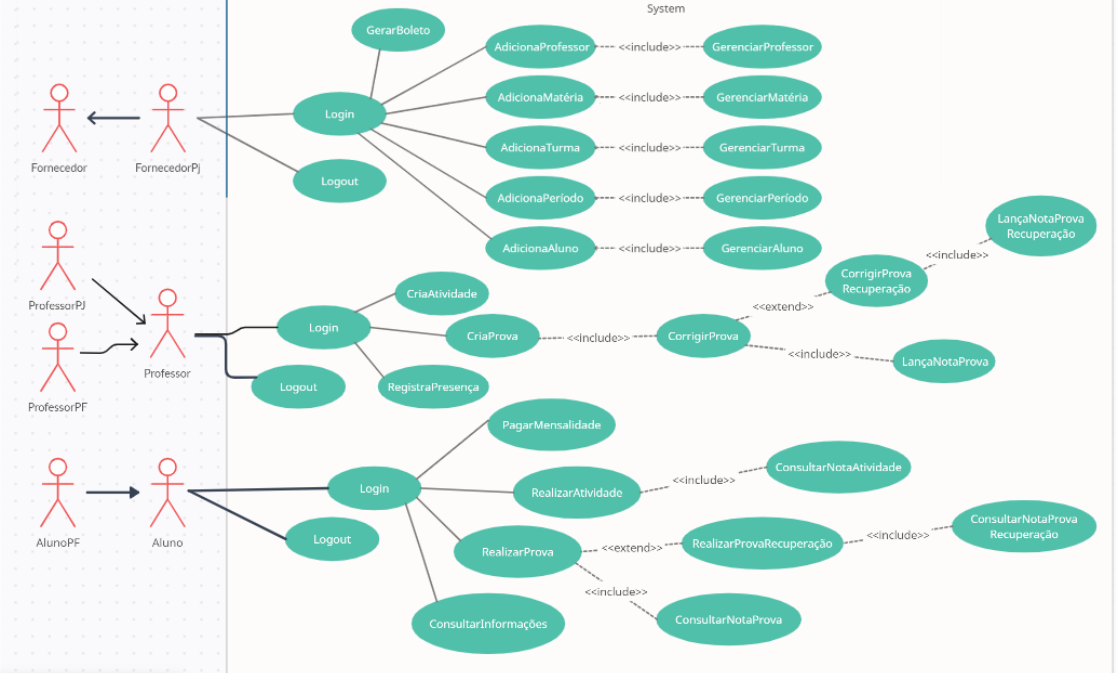 System
GerarBoleto
AdicionaProfessor
<<include>>
GerenciarProfessor
AdicionaMatéria
<<include>>
GerenciarMatéria
Login
AdicionaTurma
<<include>>
GerenciarTurma
Fornecedor
FornecedorPj
Logout
AdicionaPeríodo
<<include>>
GerenciarPeríodo
AdicionaAluno
<<include>>
GerenciarAluno
LançaNotaProva
Recuperação
<<include>>
CorrigirProva
Recuperação
<<extend>>
ProfessorPJ
CriaAtividade
Login
CriaProva
<<include>>
CorrigirProva
<<include>>
LançaNotaProva
Professor
Logout
RegistraPresença
ProfessorPF
PagarMensalidade
ConsultarNotaAtividade
<<include>>
Login
RealizarAtividade
AlunoPF
Aluno
Logout
RealizarProva
<<extend>>
RealizarProvaRecuperação
<<include>>
ConsultarNotaProva
Recuperação
<<include>>
ConsultarInformações
ConsultarNotaProva